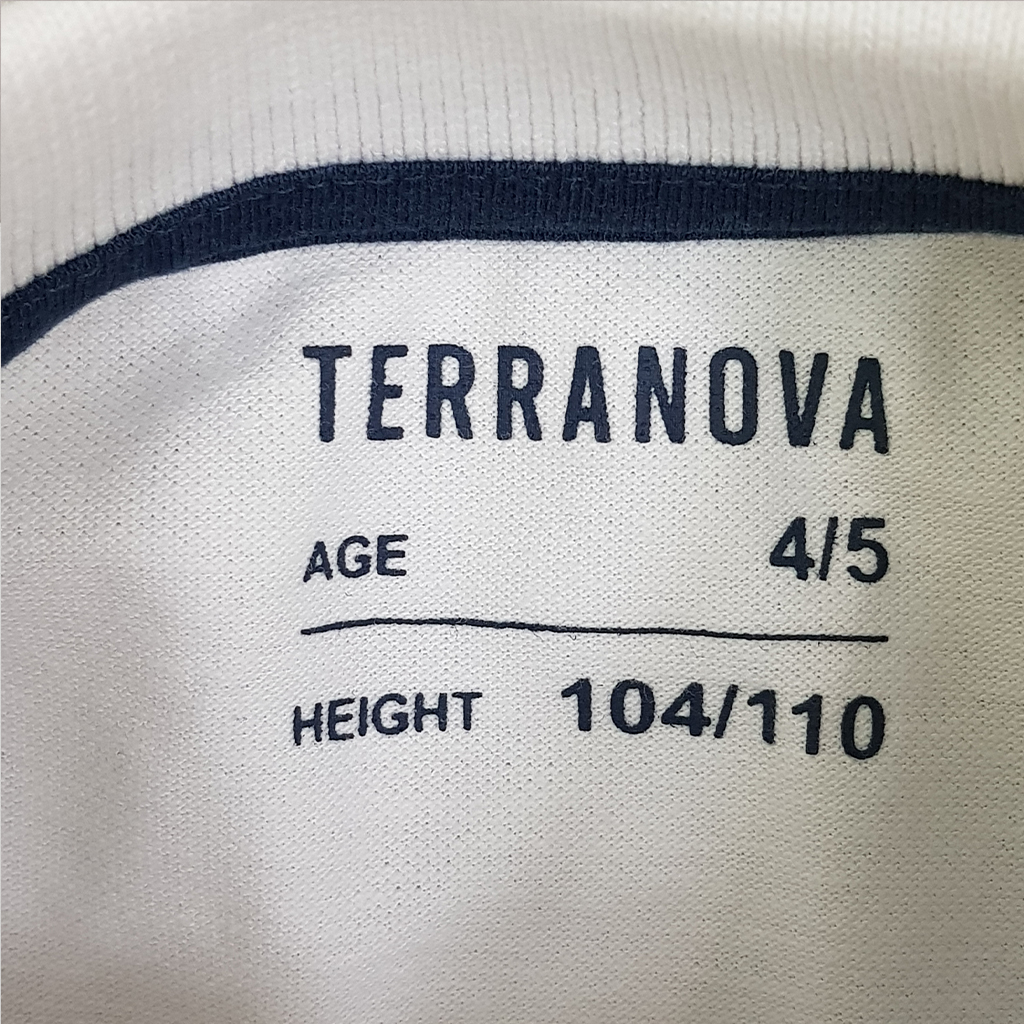 TERRANOVA
AGE 4/5
HEIGHT 104/110